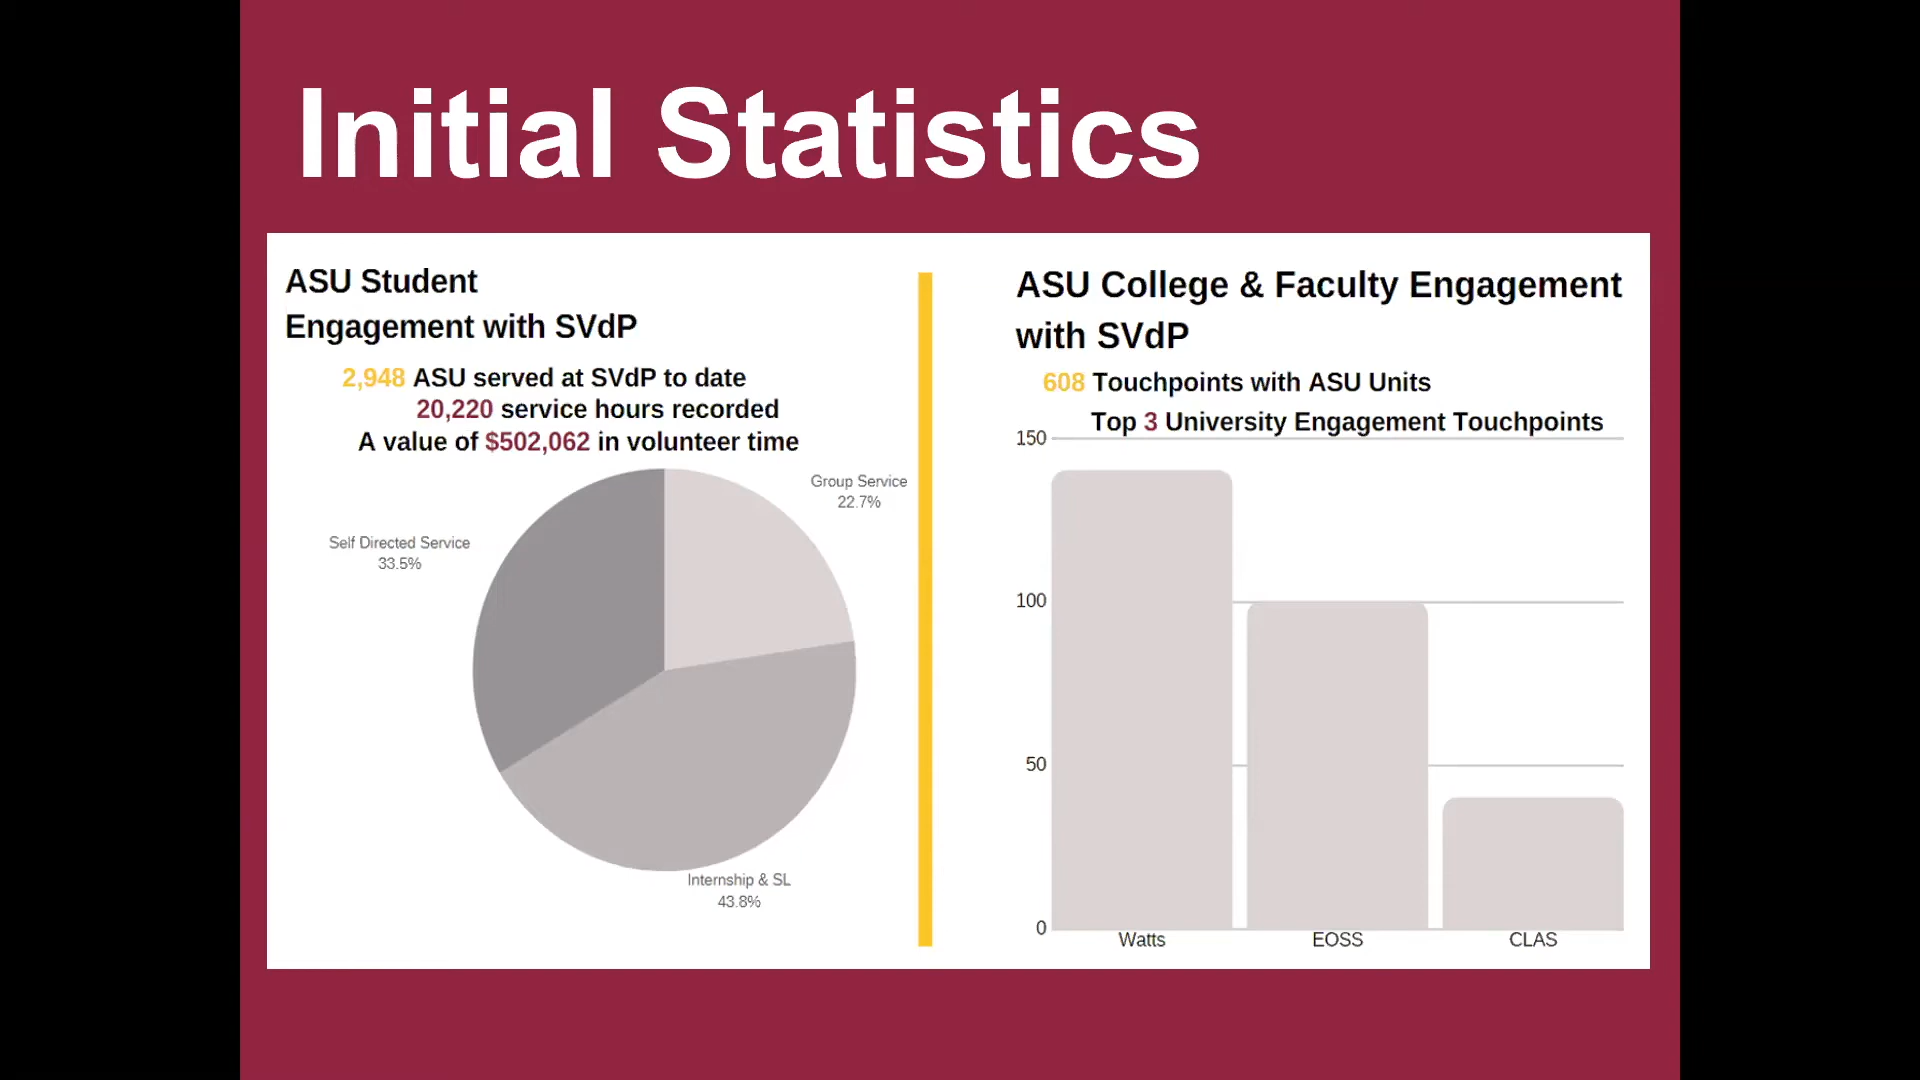 Initial Statistics
ASU Student
Engagement with SVdP
2,948 ASU served at SVdP to date
20,220 service hours recorded
A value of $502,062 in volunteer time
Group Service
22.7%
Self Directed Service
33.5%
Internship & SL
43.8%
ASU College & Faculty Engagement
with SVdP
608 Touchpoints with ASU Units
Top 3 University Engagement Touchpoints
150
100
50
0
Watts EOSS CLAS